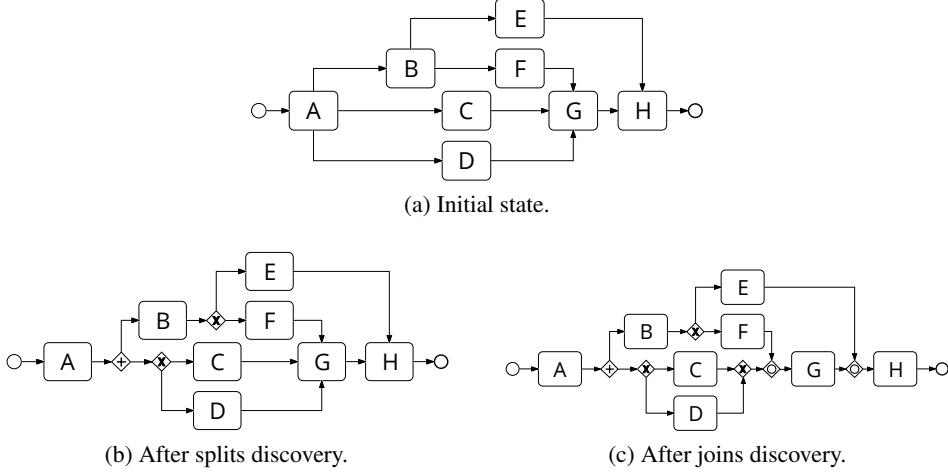 E
B
F
A
C
G
H
D
(a) Initial state.
E
B
F
A
C
G
H
D
(b) After splits discovery.
E
B
F
A
C
G
H
D
(c) After joins discovery.